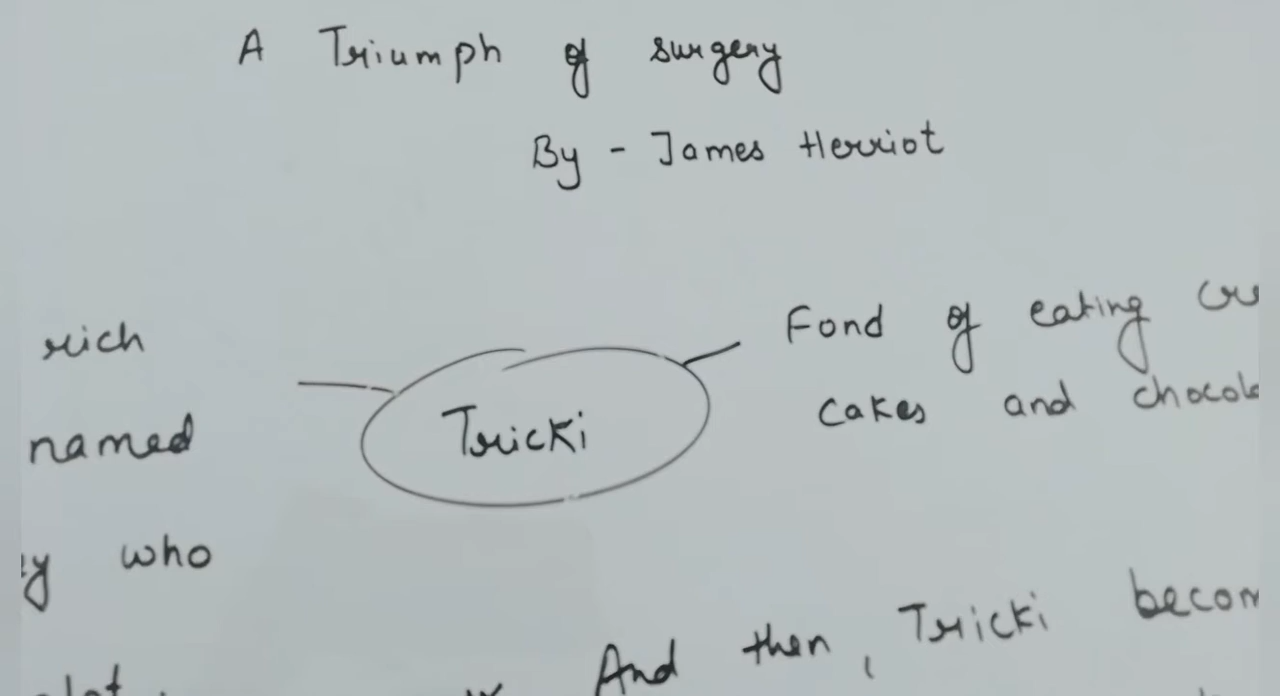 A Triumph of surgery
By - James Herriot
rich
named
who
Tricki
Fond of eating
cakes and
And then, Tricki